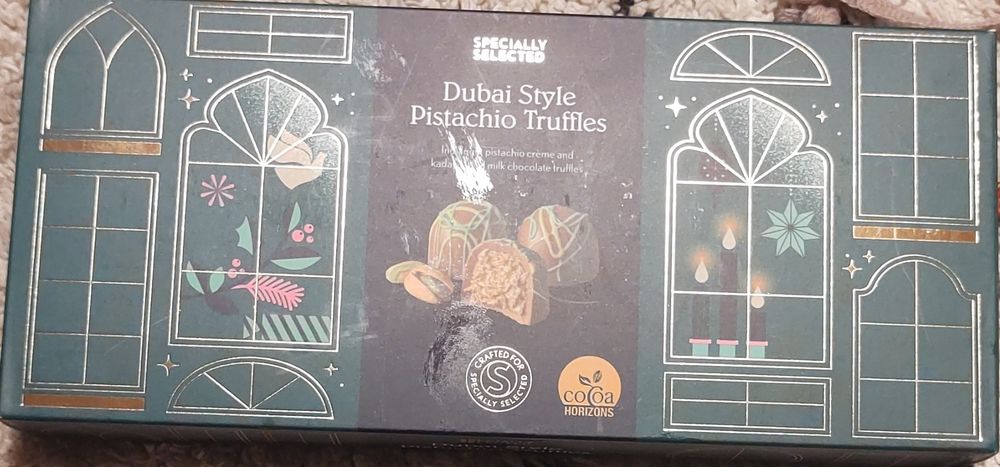 SPECIALLY
SELECTED
Dubai Style
Pistachio Truffles
pistachio crème and
milk chocolate truffles
CRAFTED FOR
SPECIALLY SELECTED
S
cocoa
HORIZONS